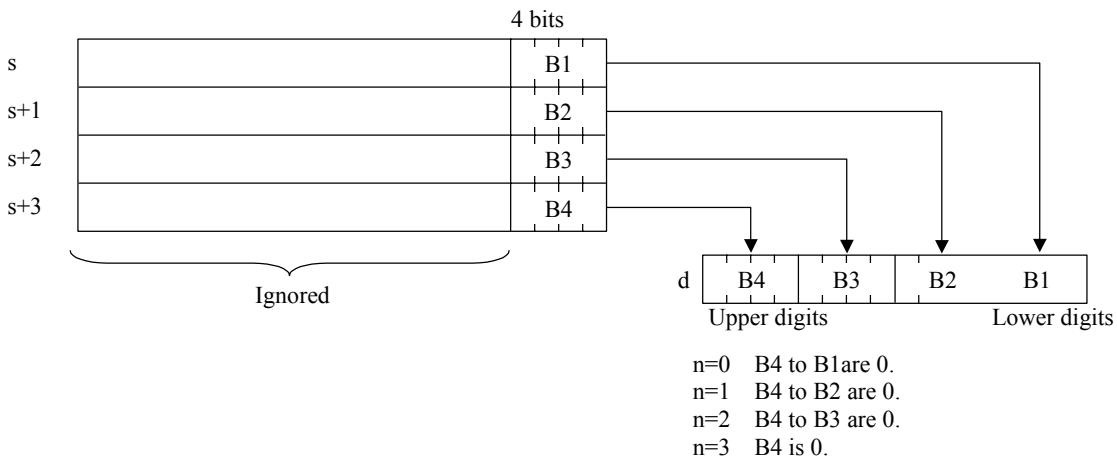 4 bits
s B1
s+1 B2
s+2 B3
s+3 B4
Ignored
d B4 B3 B2 B1
Upper digits Lower digits
n=0 B4 to B1are 0.
n=1 B4 to B2 are 0.
n=2 B4 to B3 are 0.
n=3 B4 is 0.